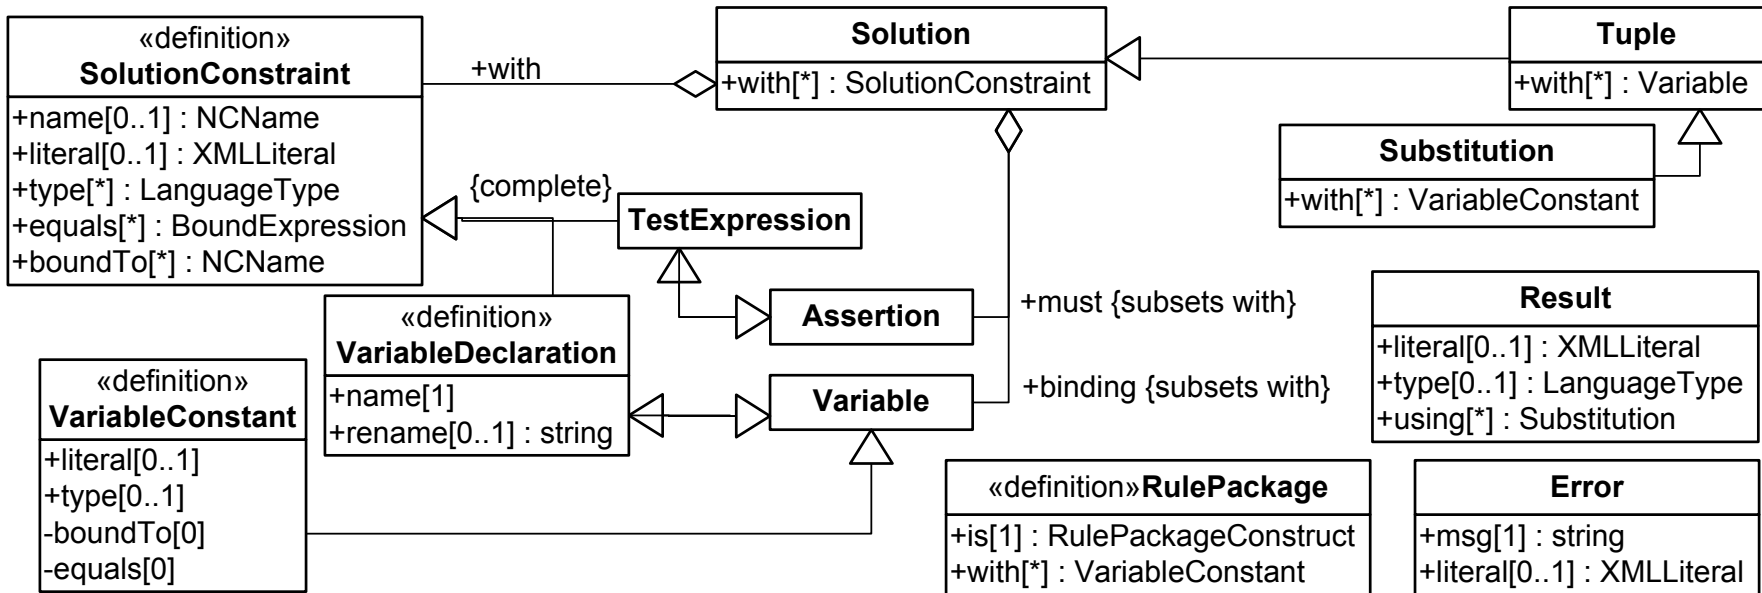 «definition»
SolutionConstraint
+name[0..1] : NCName
+literal[0..1] : XMLLiteral
+type[*] : LanguageType
+equals[*] : BoundExpression
+boundTo[*] : NCName
+with
Solution
+with[*] : SolutionConstraint
Tuple
+with[*] : Variable
Substitution
+with[*] : VariableConstant
{complete}
TestExpression
Assertion
+must {subsets with}
«definition»
VariableDeclaration
+name[1]
+rename[0..1] : string
Variable
+binding {subsets with}
«definition»
VariableConstant
+literal[0..1]
+type[0..1]
-boundTo[0]
-equals[0]
Result
+literal[0..1] : XMLLiteral
+type[0..1] : LanguageType
+using[*] : Substitution
«definition»RulePackage
+is[1] : RulePackageConstruct
+with[*] : VariableConstant
Error
+msg[1] : string
+literal[0..1] : XMLLiteral